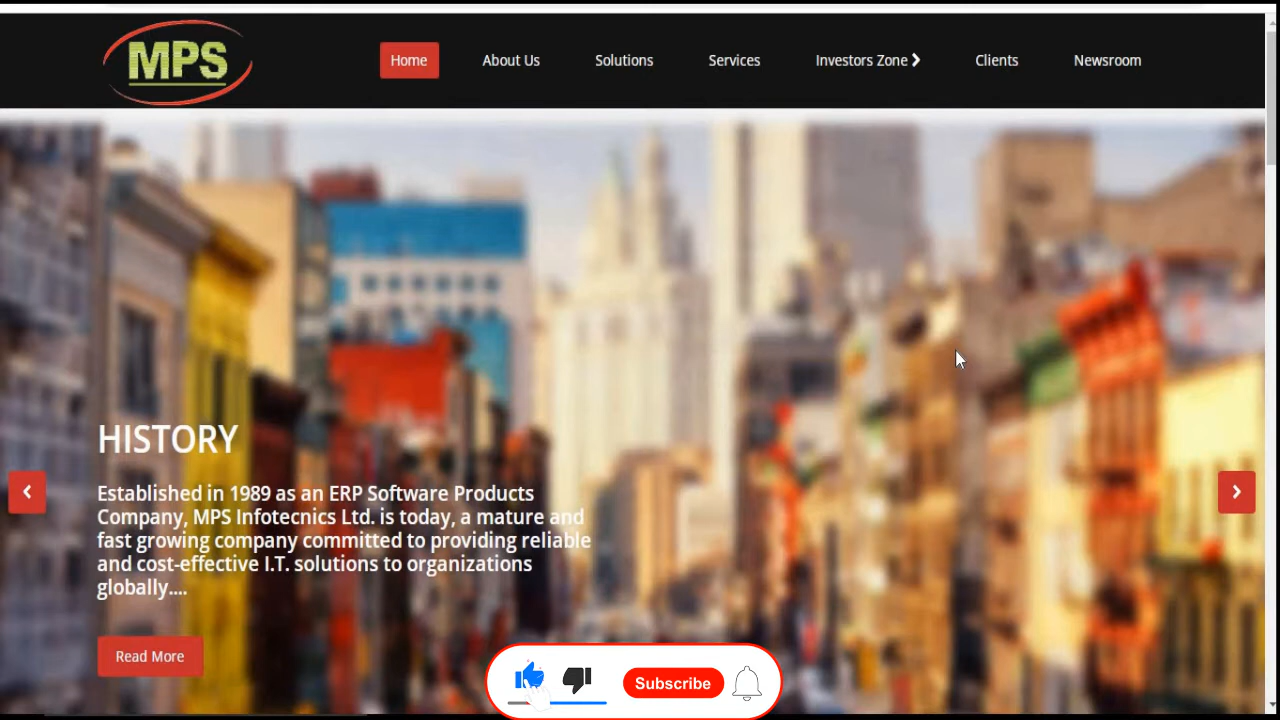 MPS
Home
About Us
Solutions
Services
Investors Zone
Clients
Newsroom
HISTORY
Established in 1989 as an ERP Software Products
Company, MPS Infotecnics Ltd. is today, a mature and
fast growing company committed to providing reliable
and cost-effective I.T. solutions to organizations
globally....
Read More
Subscribe